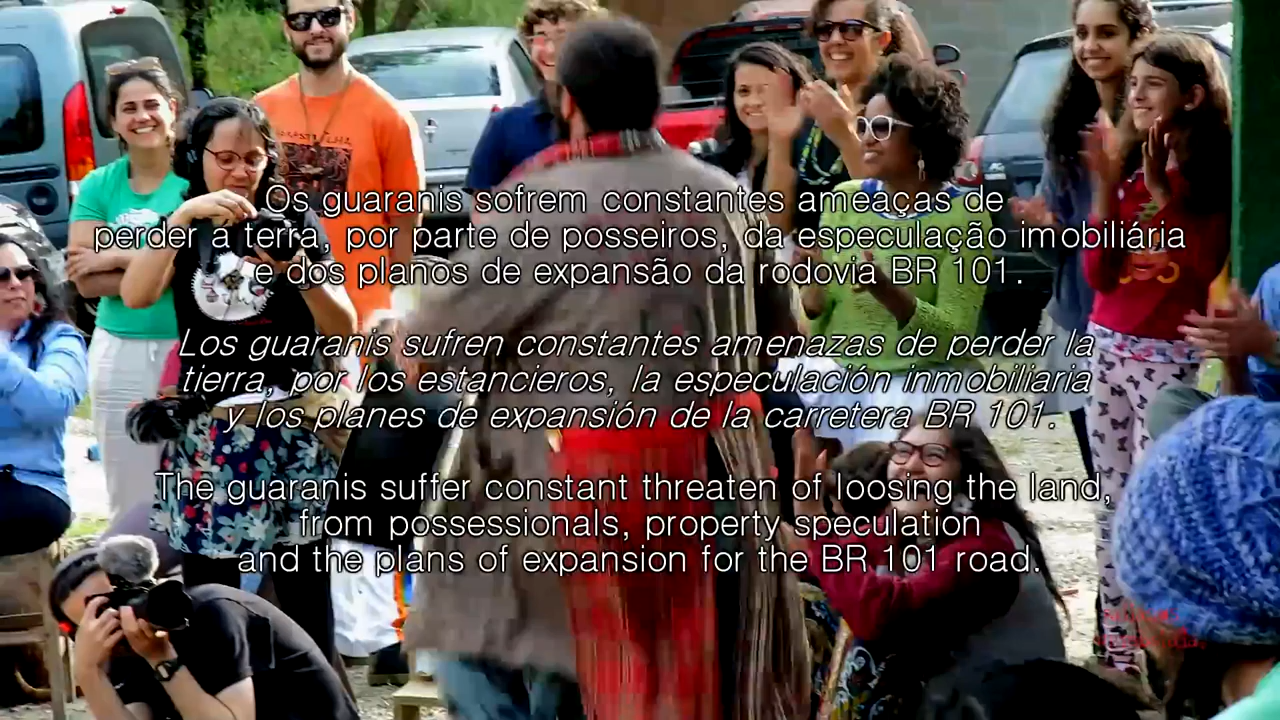 Os guaranis sofrem constantes ameaças de
perder a terra, por parte de posseiros, da especulação imobiliária
e dos planos de expansão da rodovia BR 101.
Los guaranis sufren constantes amenazas de perder la
tierra, por los estancieros, la especulación inmobiliaria
y los planes de expansión de la carretera BR 101.
The guaranis suffer constant threaten of loosing the land,
from possessionals, property speculation
and the plans of expansion for the BR 101 road.